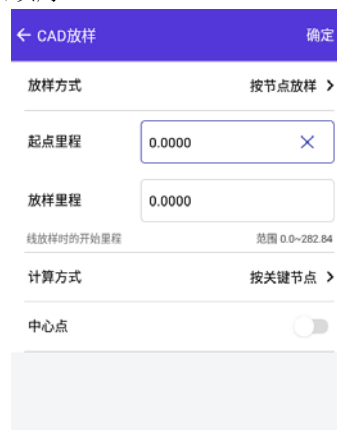 ← CAD放样 确定
放样方式 按节点放样 >
起点里程 0.0000 ×
放样里程 0.0000
线放样时的开始里程 范围 0.0~282.84
计算方式 按关键节点 >
中心点